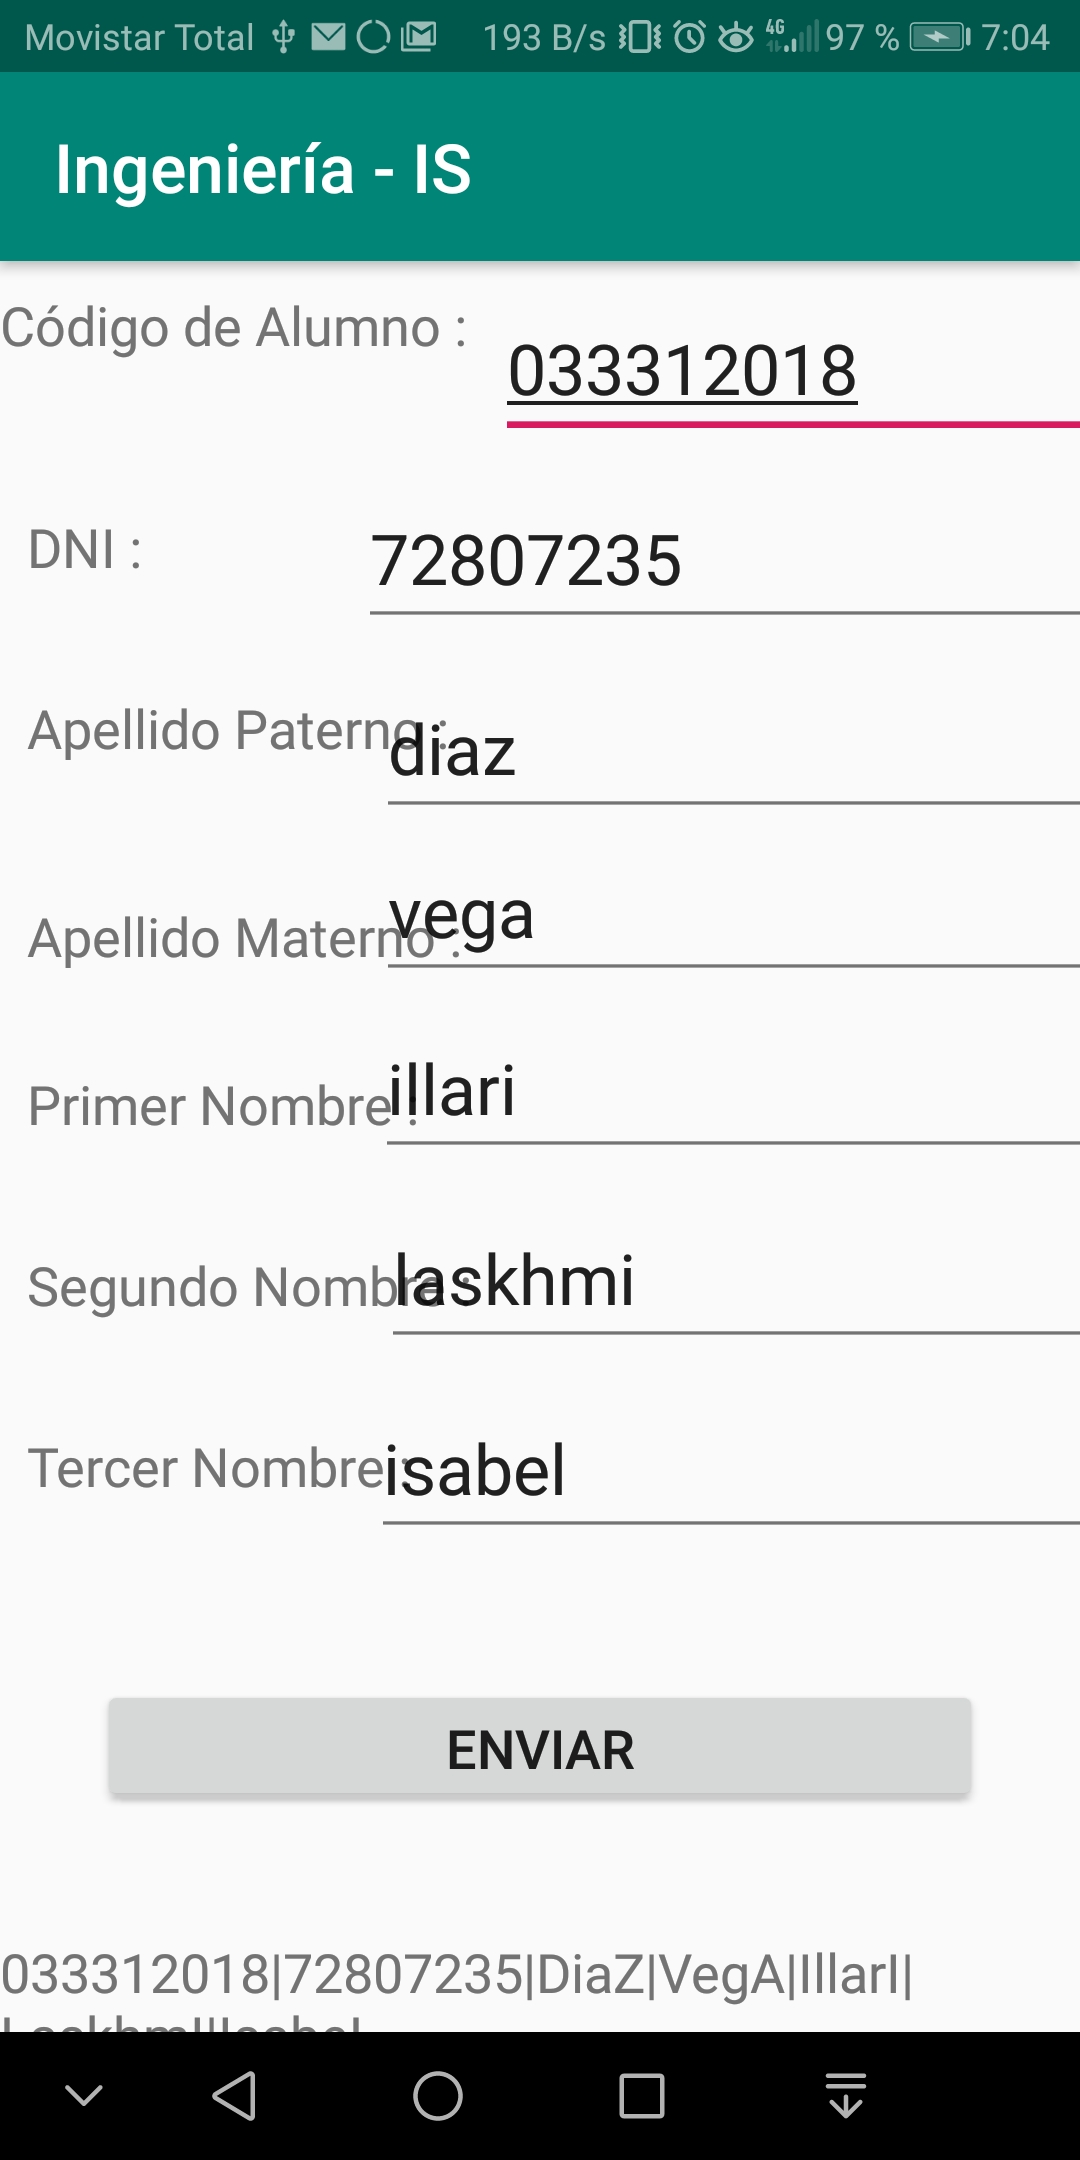 Movistar Total 193 B/s 4G 97 % 7:04
Ingeniería - IS
Código de Alumno :
033312018
DNI :
72807235
Apellido Paterno :
diaz
vega
Apellido Materno :
illari
Primer Nombre :
laskhmi
Segundo Nombre :
Tercer Nombre :
isabel
ENVIAR
033312018|72807235|DiaZ|VegA|IllarI|